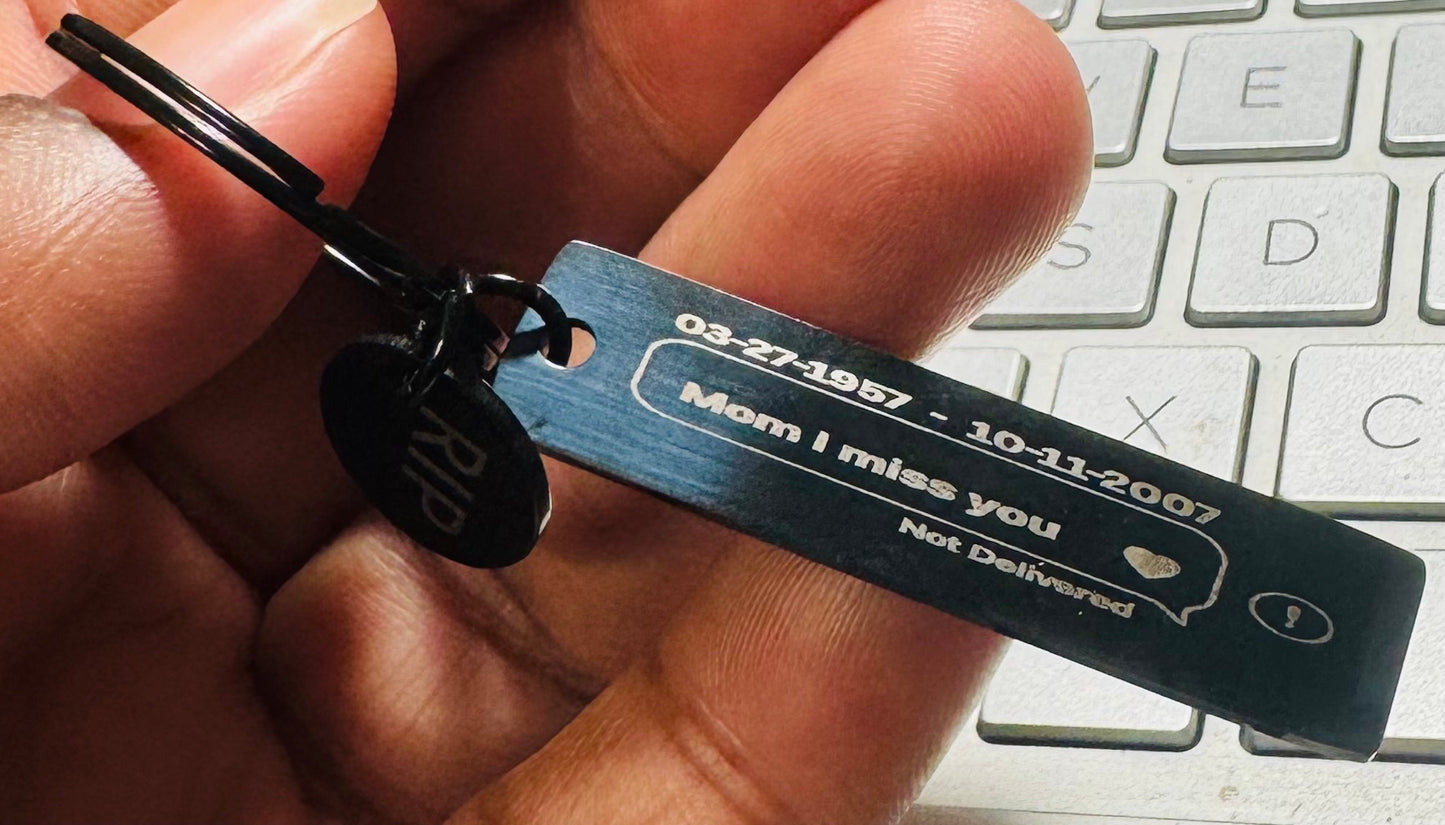 E
S
D
X
C
RIP
03-27-1957 - 10-11-2007
Mom I miss you
Not Delivered
!